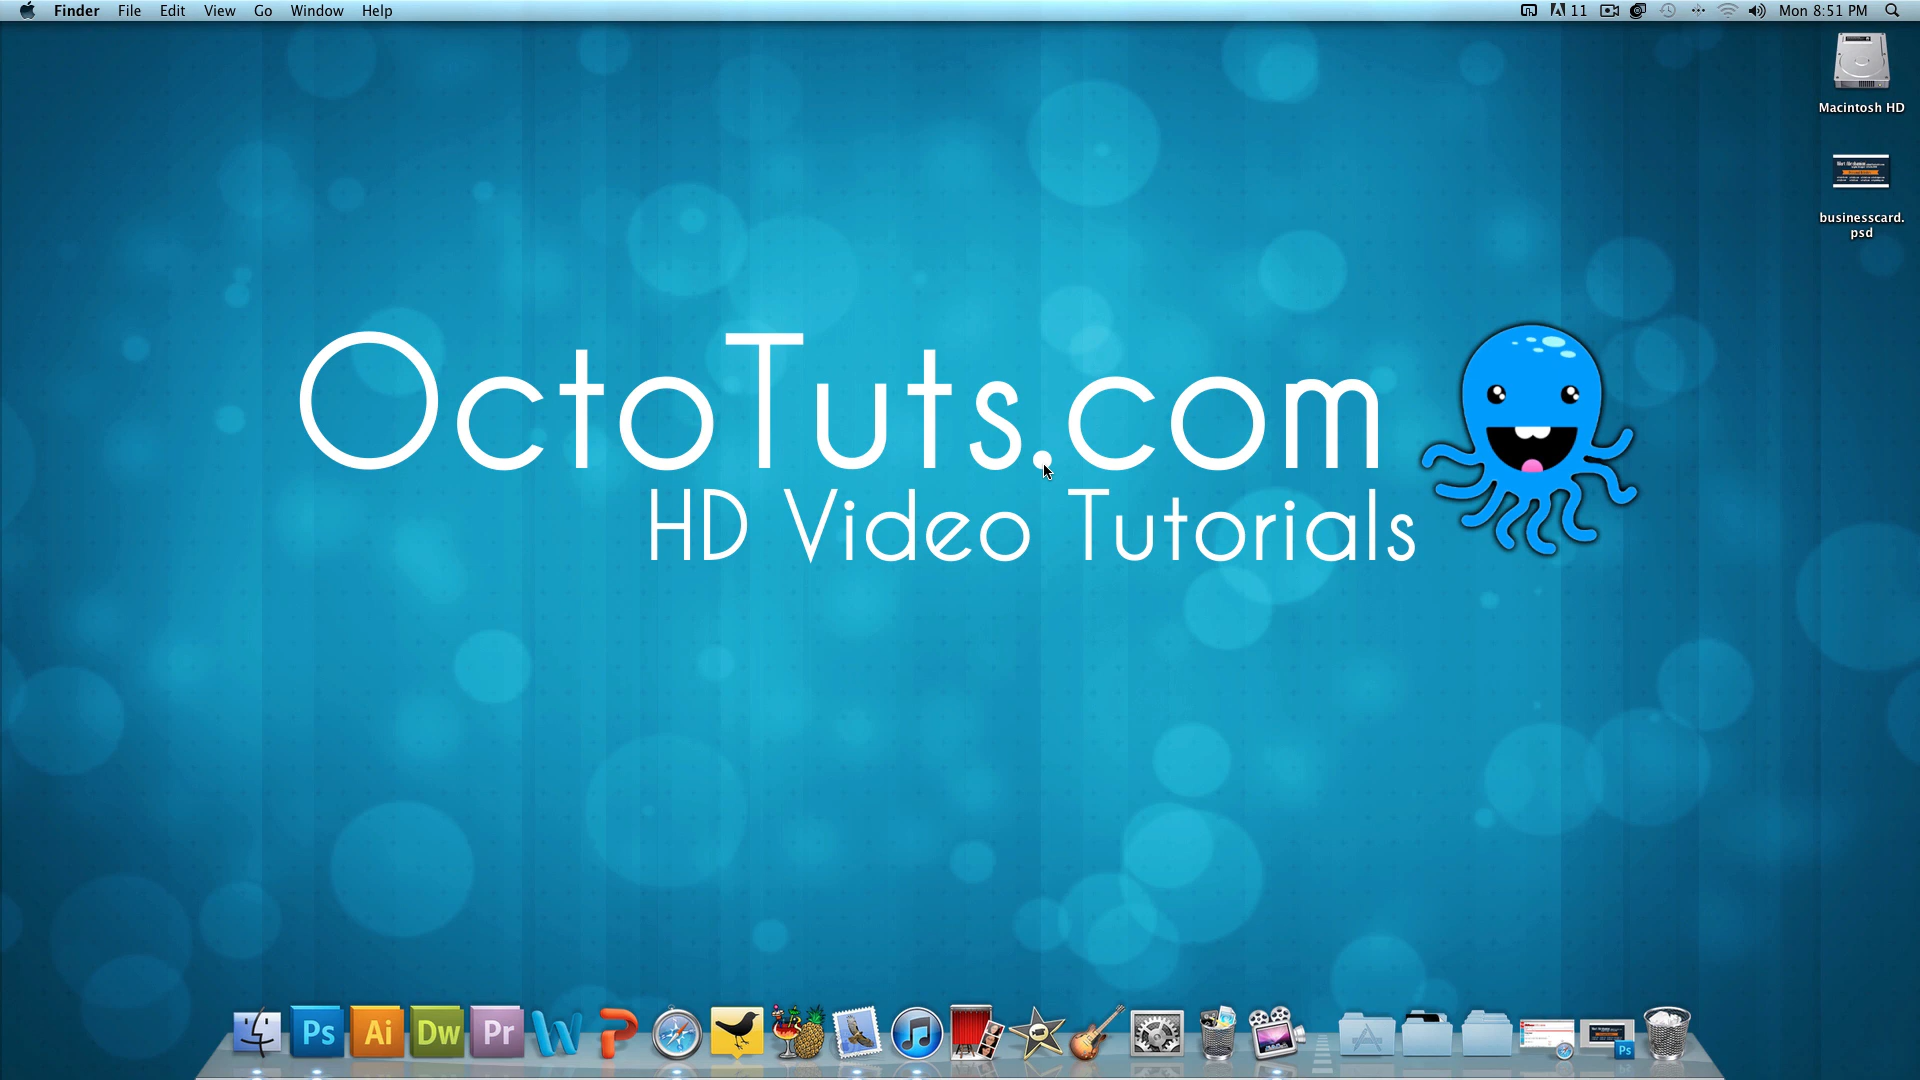 Finder File Edit View Go Window Help 11 Mon 8:51 PM
Macintosh HD
businesscard.
psd
OctoTuts.com
HD Video Tutorials
Ps Ai Dw Pr
Ps